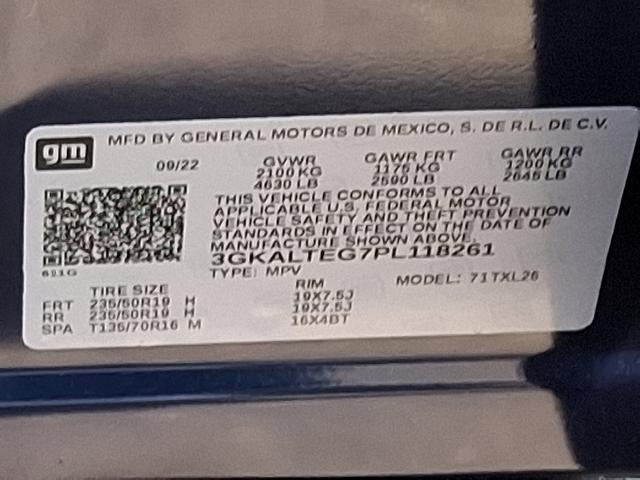 gm MFD BY GENERAL MOTORS DE MEXICO, S. DE R.L. DE C.V.
09/22 GVWR GAWR FRT GAWR RR
2100 KG 1175 KG 1200 KG
4630 LB 2590 LB 2645 LB
THIS VEHICLE CONFORMS TO ALL
APPLICABLE U.S. FEDERAL MOTOR
VEHICLE SAFETY AND THEFT PREVENTION
STANDARDS IN EFFECT ON THE DATE OF
MANUFACTURE SHOWN ABOVE.
3GKALTEG7PL118261
TYPE: MPV MODEL: 71TXL26
TIRE SIZE RIM
FRT 235/50R19 H 19X7.5J
RR 235/50R19 H 19X7.5J
SPA T135/70R16 M 16X4BT